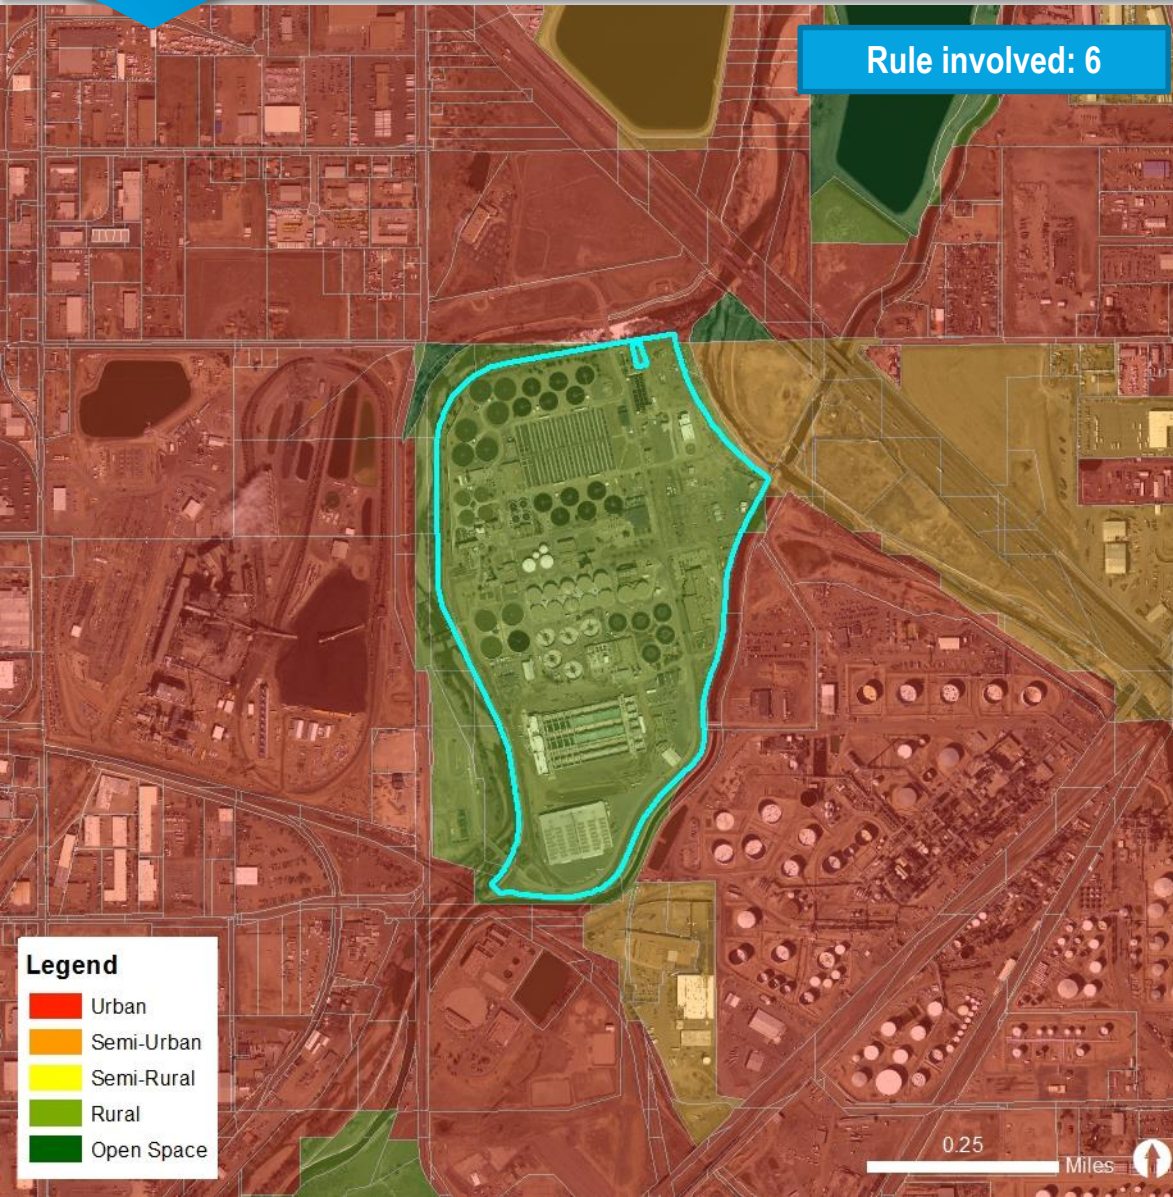 Rule involved: 6
Legend
Urban
Semi-Urban
Semi-Rural
Rural
Open Space
0.25
Miles